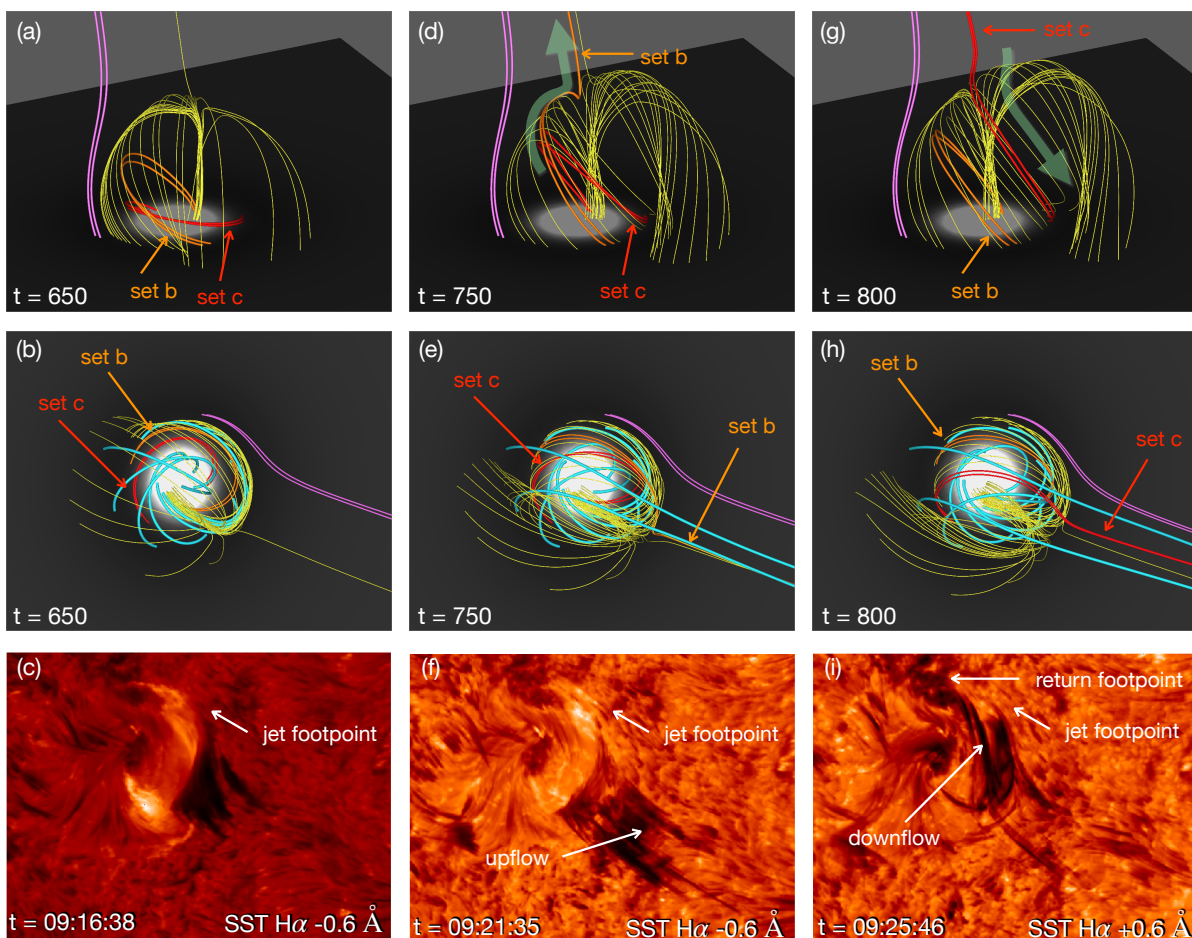 (a)
set b
set c
t = 650
(d)
set b
set c
t = 750
(g)
set c
set b
t = 800
(b)
set b
set c
t = 650
(e)
set c
set b
t = 750
(h)
set b
set c
t = 800
(c)
jet footpoint
t = 09:16:38
SST Hα -0.6 Å
(f)
jet footpoint
upflow
t = 09:21:35
SST Hα -0.6 Å
(i)
return footpoint
jet footpoint
downflow
t = 09:25:46
SST Hα +0.6 Å